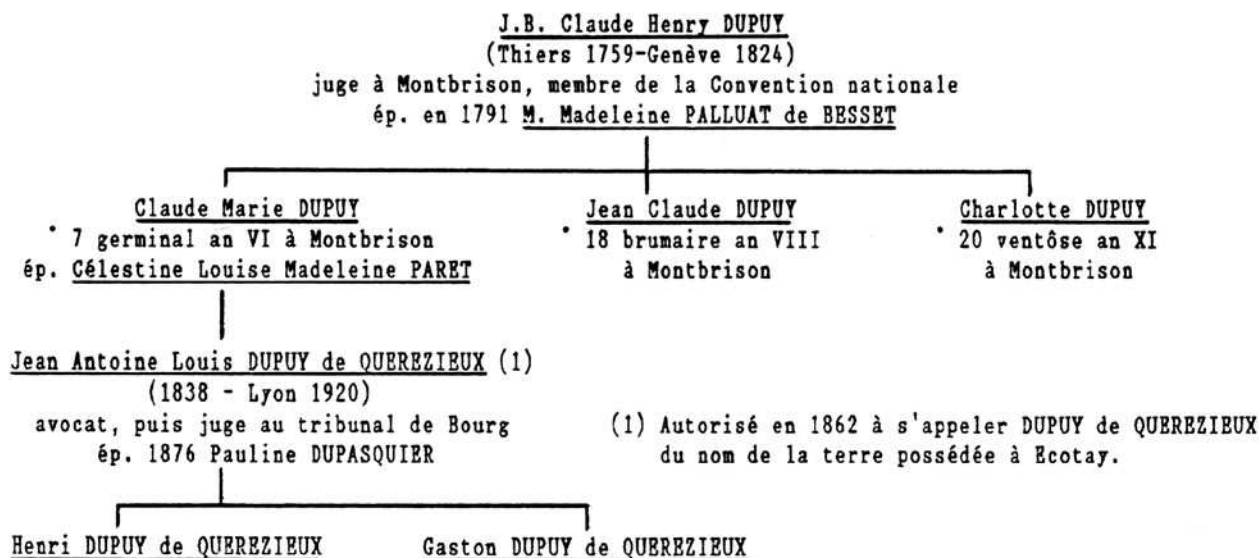 J.B. Claude Henry DUPUY
(Thiers 1759-Genève 1824)
juge à Montbrison, membre de la Convention nationale
ép. en 1791 M. Madeleine PALLUAT de BESSET
Claude Marie DUPUY
° 7 germinal an VI à Montbrison
ép. Célestine Louise Madeleine PARET
Jean Claude DUPUY
° 18 brumaire an VIII
à Montbrison
Charlotte DUPUY
° 20 ventôse an XI
à Montbrison
Jean Antoine Louis DUPUY de QUEREZIEUX (1)
(1838 - Lyon 1920)
avocat, puis juge au tribunal de Bourg
ép. 1876 Pauline DUPASQUIER
(1) Autorisé en 1862 à s'appeler DUPUY de QUEREZIEUX
du nom de la terre possédée à Ecotay.
Henri DUPUY de QUEREZIEUX
Gaston DUPUY de QUEREZIEUX